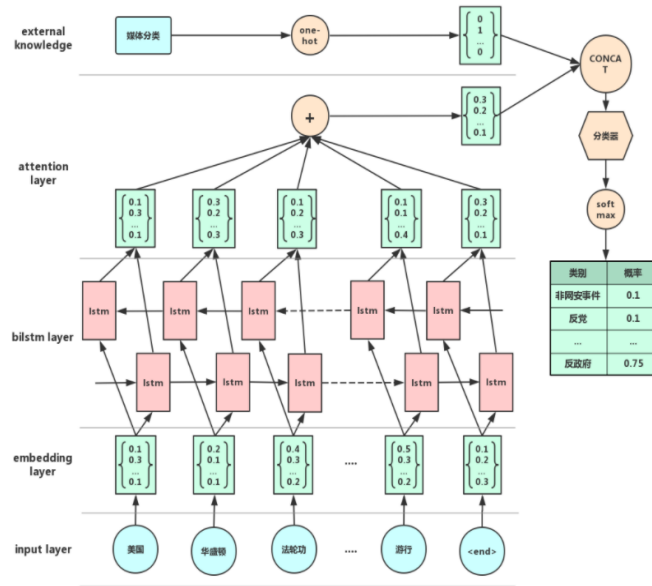 external
knowledge
媒体分类
one-
hot
0
1
...
0
CONCA
T
分类器
soft
max
类别 概率
非网安事件 0.1
反党 0.1
... ...
反政府 0.75
attention
layer
+
0.3
0.2
...
0.1
0.1 0.3 0.1 0.1 0.3
0.3 0.2 0.2 0.1 0.2
... ... ... ... ...
0.1 0.3 0.3 0.4 0.1
bilstm layer
lstm lstm lstm lstm lstm
lstm lstm lstm lstm lstm
embedding
layer
0.1 0.2 0.4 0.5 0.1
0.3 0.1 0.3 0.3 0.2
... ... ... .... ... ...
0.1 0.1 0.2 0.2 0.3
input layer
美国 华盛顿 法轮功 .... 游行 <end>